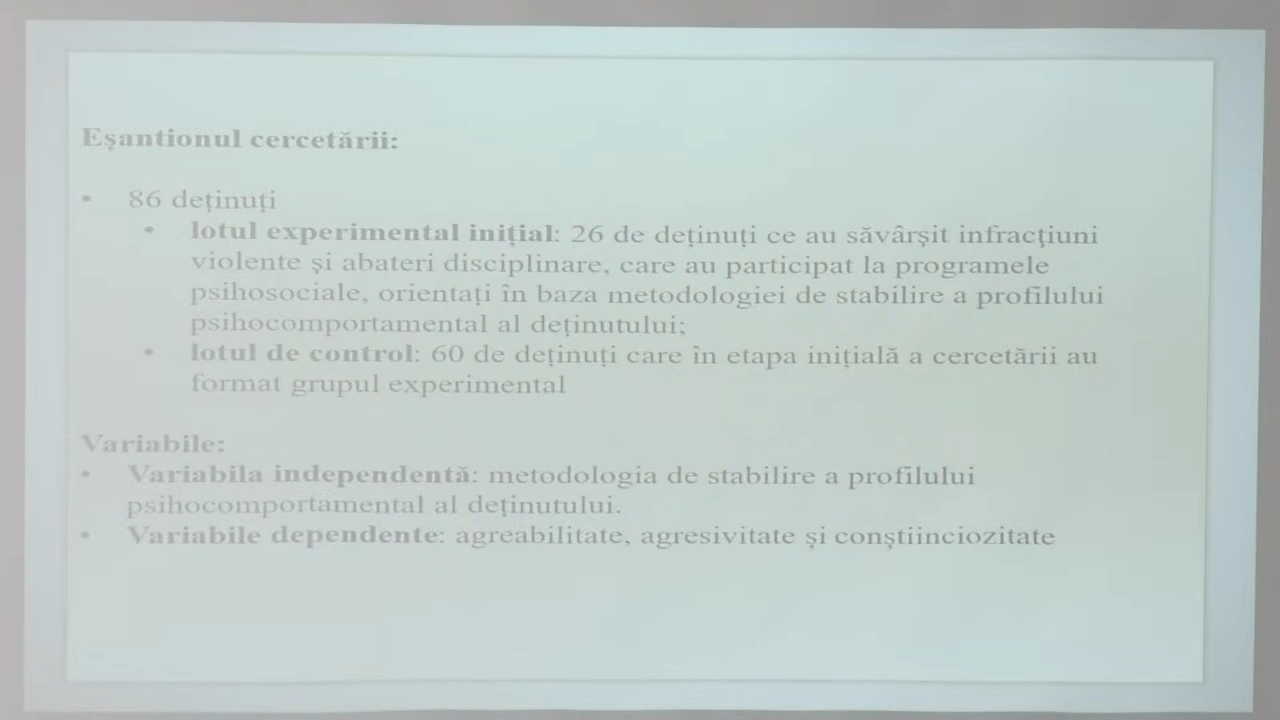 Eșantionul cercetării:
• 86 deținuți
• lotul experimental inițial: 26 de deținuți ce au săvârșit infracțiuni
violente și abateri disciplinare, care au participat la programele
psihosociale, orientați în baza metodologiei de stabilire a profilului
psihocomportamental al deținutului;
• lotul de control: 60 de deținuți care în etapa inițială a cercetării au
format grupul experimental
Variabile:
• Variabila independentă: metodologia de stabilire a profilului
psihocomportamental al deținutului.
• Variabile dependente: agreabilitate, agresivitate și conștiinciozitate